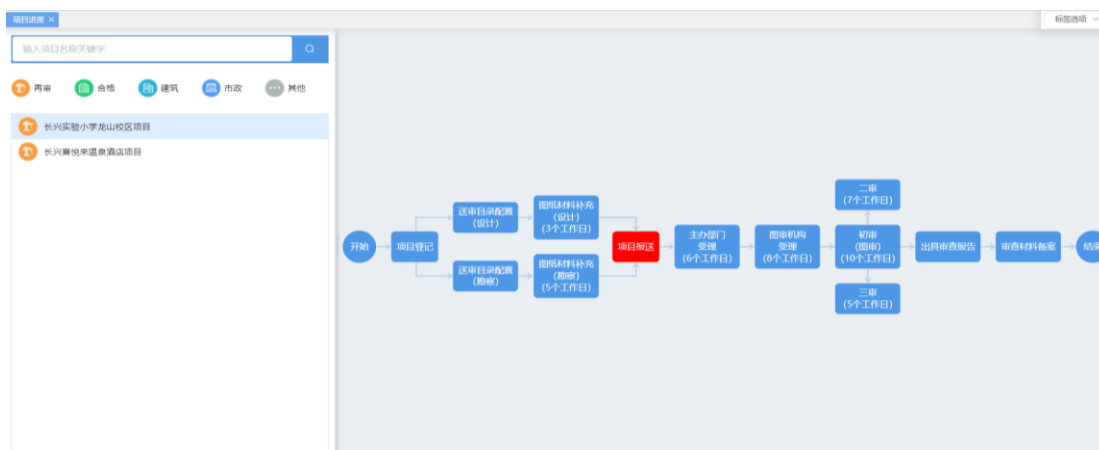 项目进度 ×
标签选项
输入项目名称关键字
再审
合格
建筑
市政
其他
长兴实验小学龙山校区项目
长兴赛悦来温泉酒店项目
开始
项目登记
送审目录配置
(设计)
图纸材料补充
(设计)
(3个工作日)
送审目录配置
(勘察)
图纸材料补充
(勘察)
(5个工作日)
项目报送
主办部门
受理
(6个工作日)
图审机构
受理
(8个工作日)
二审
(7个工作日)
初审
(图审)
(10个工作日)
三审
(5个工作日)
出具审查报告
审查材料备案
结束